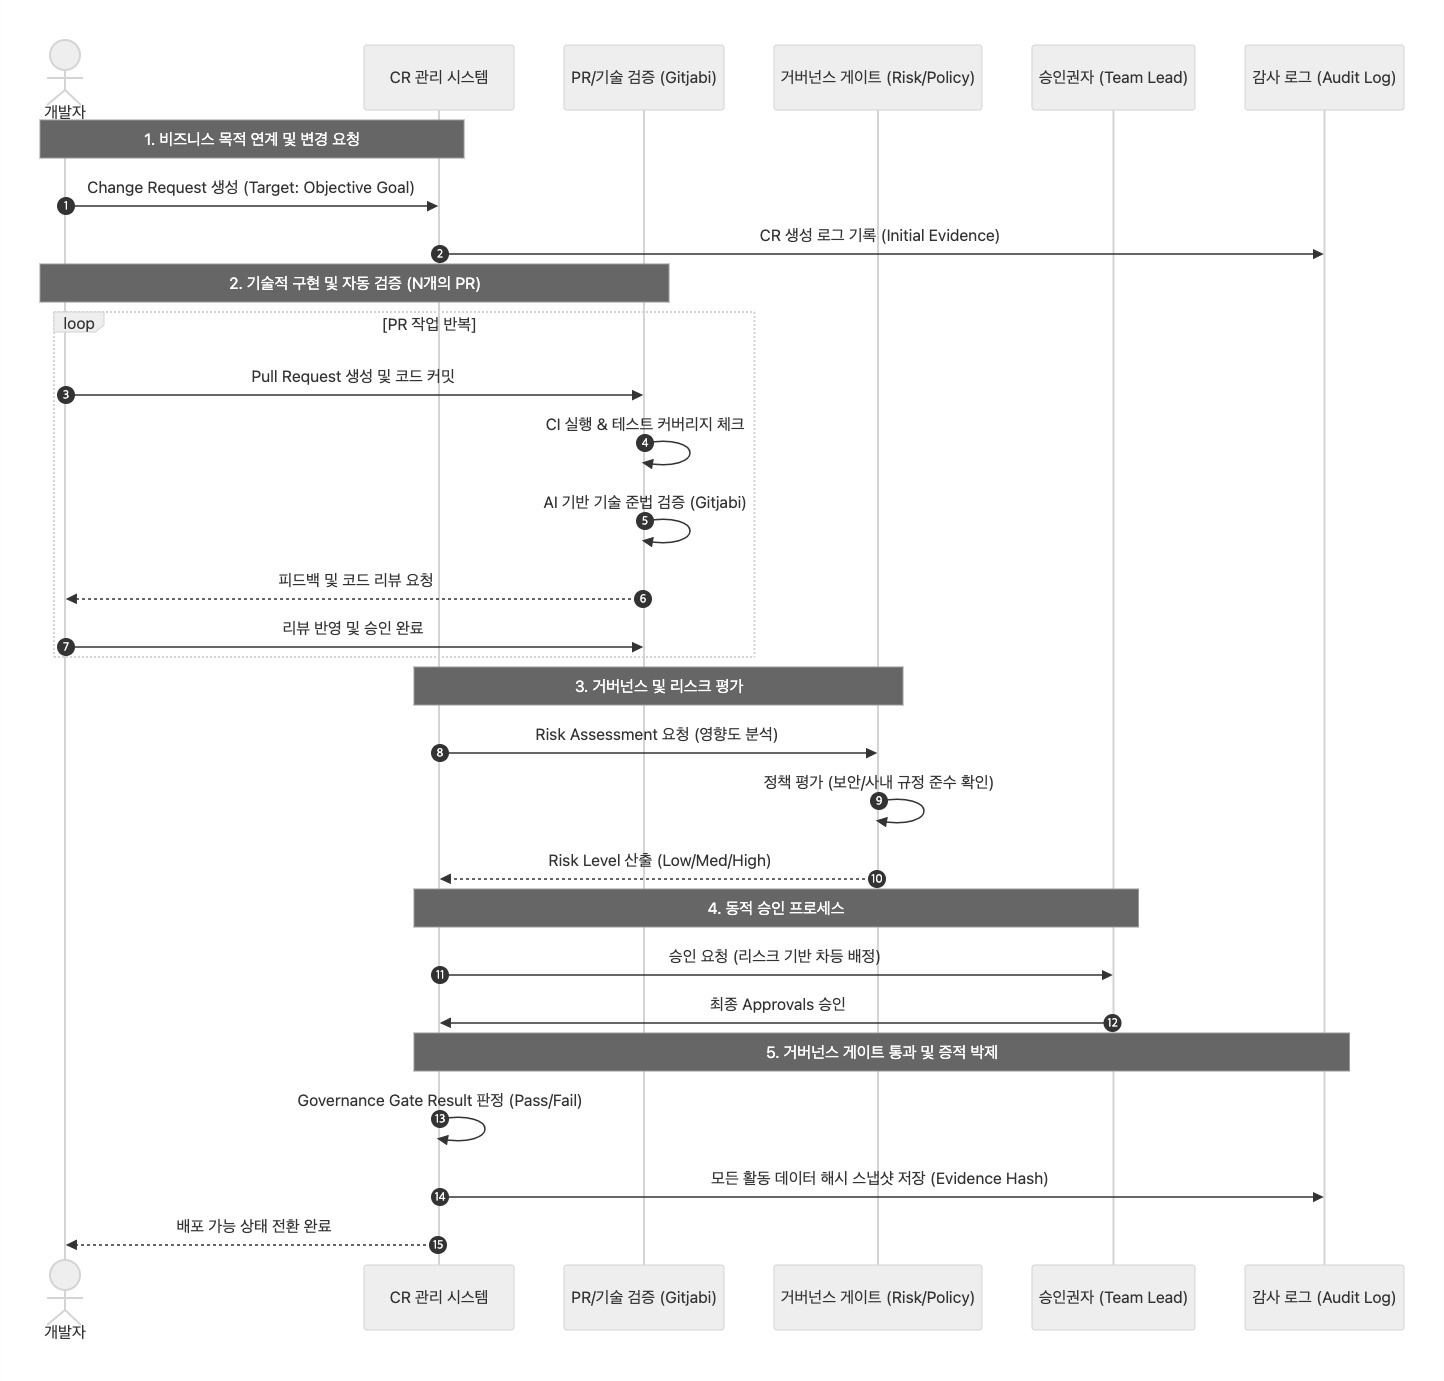 개발자
CR 관리 시스템
PR/기술 검증 (Gitjabi)
거버넌스 게이트 (Risk/Policy)
승인권자 (Team Lead)
감사 로그 (Audit Log)
1. 비즈니스 목적 연계 및 변경 요청
Change Request 생성 (Target: Objective Goal)
1
CR 생성 로그 기록 (Initial Evidence)
2
2. 기술적 구현 및 자동 검증 (N개의 PR)
loop
[PR 작업 반복]
Pull Request 생성 및 코드 커밋
3
CI 실행 & 테스트 커버리지 체크
4
AI 기반 기술 준법 검증 (Gitjabi)
5
피드백 및 코드 리뷰 요청
6
리뷰 반영 및 승인 완료
7
3. 거버넌스 및 리스크 평가
Risk Assessment 요청 (영향도 분석)
8
정책 평가 (보안/사내 규정 준수 확인)
9
Risk Level 산출 (Low/Med/High)
10
4. 동적 승인 프로세스
승인 요청 (리스크 기반 차등 배정)
11
최종 Approvals 승인
12
5. 거버넌스 게이트 통과 및 증적 박제
Governance Gate Result 판정 (Pass/Fail)
13
모든 활동 데이터 해시 스냅샷 저장 (Evidence Hash)
14
배포 가능 상태 전환 완료
15
개발자
CR 관리 시스템
PR/기술 검증 (Gitjabi)
거버넌스 게이트 (Risk/Policy)
승인권자 (Team Lead)
감사 로그 (Audit Log)